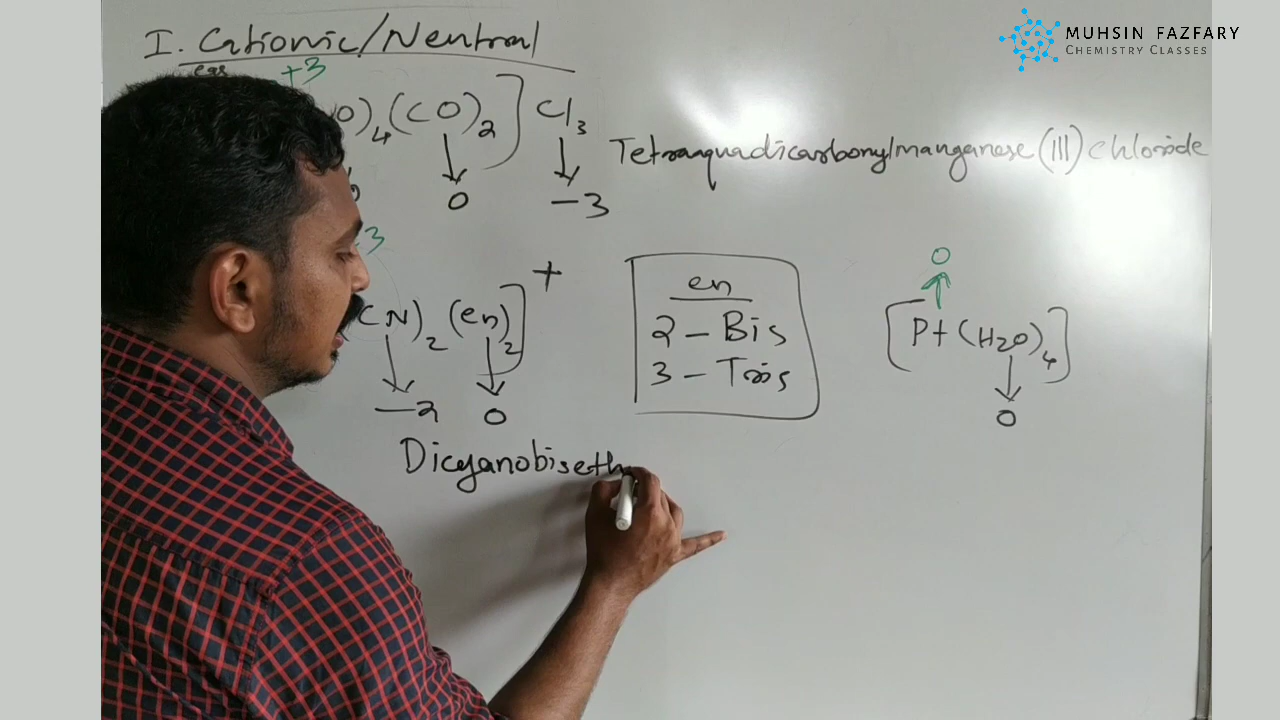 MUHSIN FAZFARY
CHEMISTRY CLASSES
I. Cationic/Neutral
+3
O)4(CO)2] Cl3
0
-3
Tetraaquadicarbonylmanganese (III) chloride
3
CN)2 (en)2]+
-2
0
en
2 - Bis
3 - Tris
0
[Pt(H2O)4]
0
Dicyanobiseth